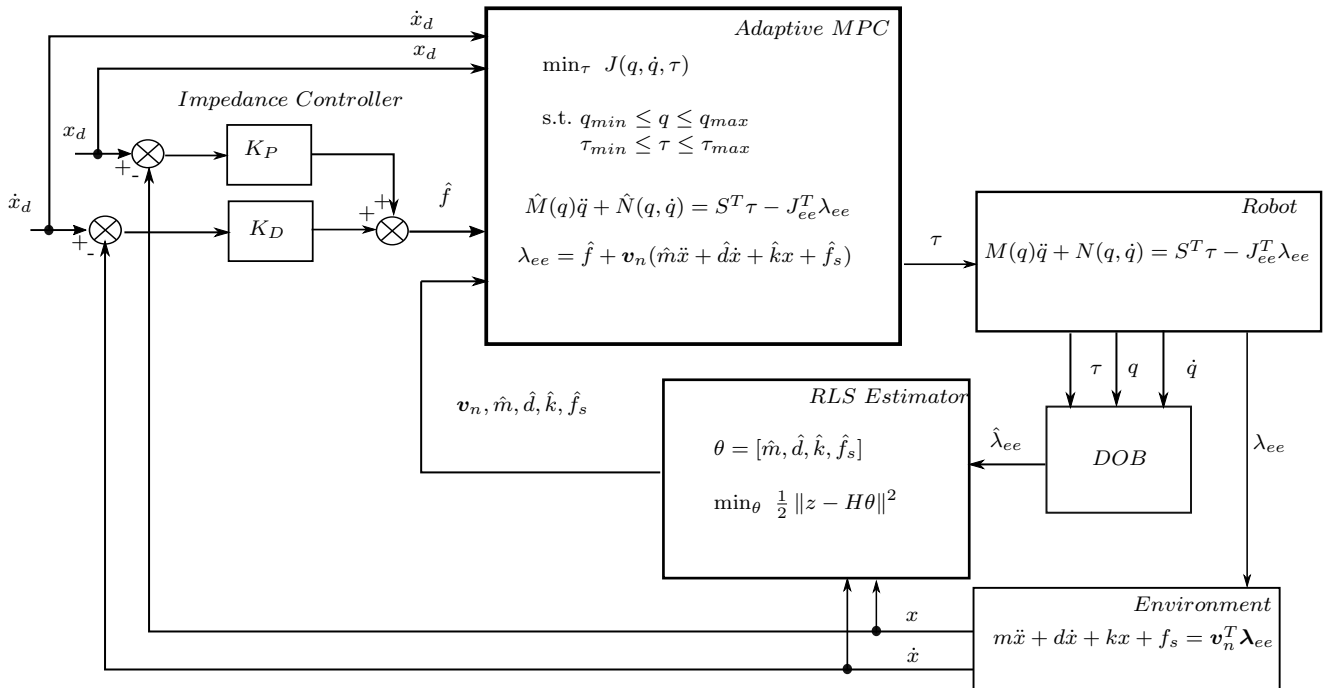 ẋ_d
x_d
Adaptive MPC
min_τ J(q, q̇, τ)
s.t. q_min ≤ q ≤ q_max
τ_min ≤ τ ≤ τ_max
M̂(q)q̈ + N̂(q, q̇) = S^T τ − J_ee^T λ_ee
λ_ee = f̂ + v_n(m̂ẍ + d̂ẋ + k̂x + f̂_s)
Impedance Controller
x_d
+
-
K_P
ẋ_d
+
-
K_D
+
+
f̂
τ
Robot
M(q)q̈ + N(q, q̇) = S^T τ − J_ee^T λ_ee
τ
q
q̇
v_n, m̂, d̂, k̂, f̂_s
RLS Estimator
θ = [m̂, d̂, k̂, f̂_s]
min_θ ½ ‖z − Hθ‖²
λ̂_ee
DOB
λ_ee
x
ẋ
Environment
mẍ + dẋ + kx + f_s = v_n^T λ_ee